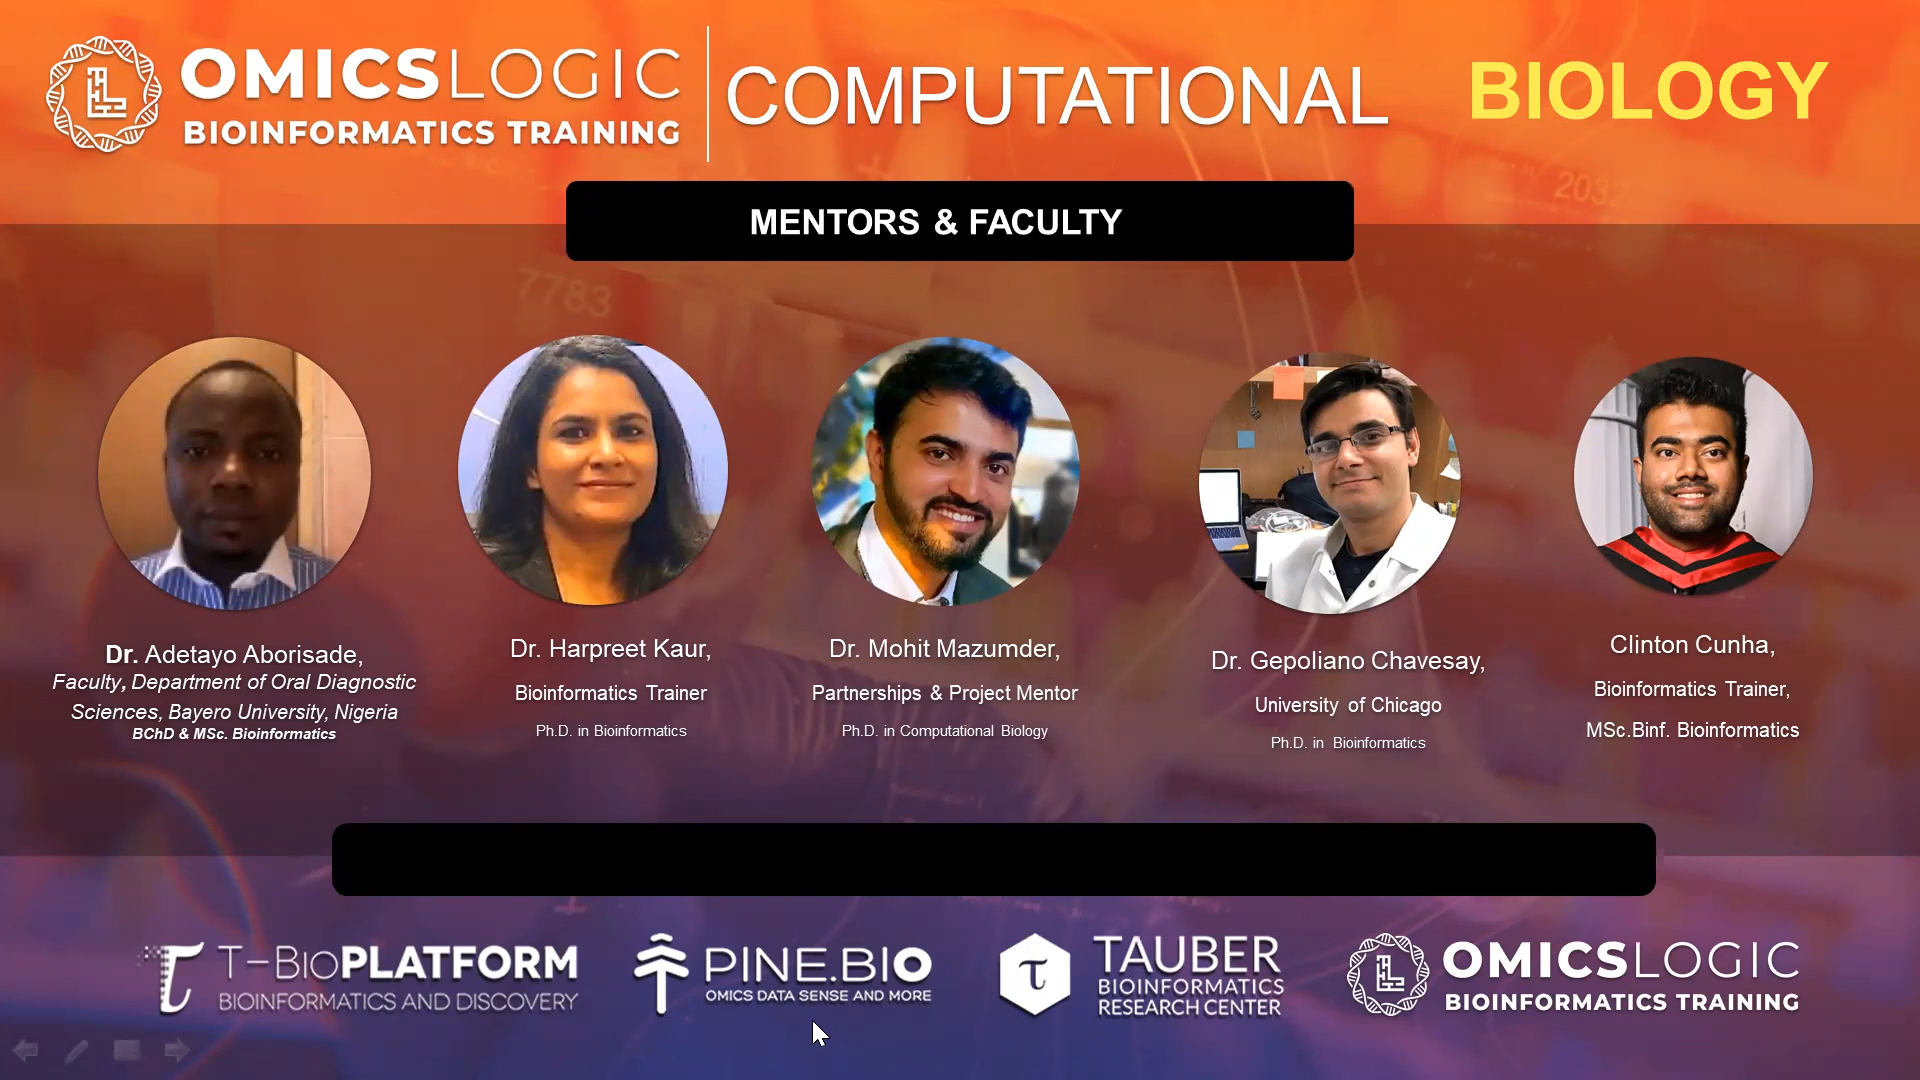 OMICSLOGIC
BIOINFORMATICS TRAINING
COMPUTATIONAL BIOLOGY
MENTORS & FACULTY
2032
7783
Dr. Adetayo Aborisade,
Faculty, Department of Oral Diagnostic
Sciences, Bayero University, Nigeria
BChD & MSc. Bioinformatics
Dr. Harpreet Kaur,
Bioinformatics Trainer
Ph.D. in Bioinformatics
Dr. Mohit Mazumder,
Partnerships & Project Mentor
Ph.D. in Computational Biology
Dr. Gepoliano Chavesay,
University of Chicago
Ph.D. in Bioinformatics
Clinton Cunha,
Bioinformatics Trainer,
MSc.Binf. Bioinformatics
T-BioPLATFORM
BIOINFORMATICS AND DISCOVERY
PINE.BIO
OMICS DATA SENSE AND MORE
TAUBER
BIOINFORMATICS
RESEARCH CENTER
OMICSLOGIC
BIOINFORMATICS TRAINING